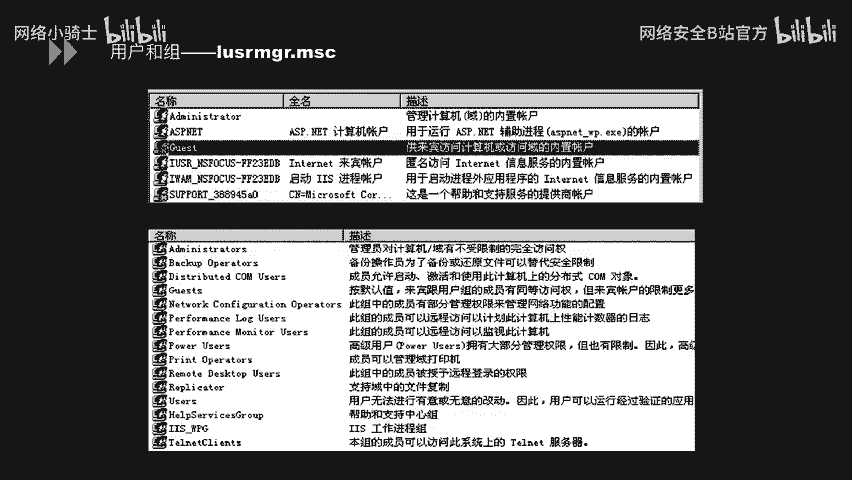 网络小骑士 bilibili
网络安全B站官方 bilibili
用户和组——lusrmgr.msc
名称 全名 描述
Administrator 管理计算机(域)的内置帐户
ASPNET ASP.NET 计算机帐户 用于运行 ASP.NET 辅助进程(aspnet_wp.exe)的帐户
Guest 供来宾访问计算机或访问域的内置帐户
IUSR_NSFOCUS-FF23EDB Internet 来宾帐户 匿名访问 Internet 信息服务的内置帐户
IWAM_NSFOCUS-FF23EDB 启动 IIS 进程帐户 用于启动进程外应用程序的 Internet 信息服务的内置帐户
SUPPORT_388945a0 CN=Microsoft Cor... 这是一个帮助和支持服务的提供商帐户
名称 描述
Administrators 管理员对计算机/域有不受限制的完全访问权
Backup Operators 备份操作员为了备份或还原文件可以替代安全限制
Distributed COM Users 成员允许启动、激活和使用此计算机上的分布式 COM 对象。
Guests 按默认值，来宾跟用户组的成员有同等访问权，但来宾帐户的限制更多
Network Configuration Operators 此组中的成员有部分管理权限来管理网络功能的配置
Performance Log Users 此组的成员可以远程访问以计划此计算机上性能计数器的日志
Performance Monitor Users 此组的成员可以远程访问以监视此计算机
Power Users 高级用户(Power Users)拥有大部分管理权限，但也有限制。因此，高级
Print Operators 成员可以管理域打印机
Remote Desktop Users 此组中的成员被授予远程登录的权限
Replicator 支持域中的文件复制
Users 用户无法进行有意或无意的改动。因此，用户可以运行经过验证的应用
HelpServicesGroup 帮助和支持中心组
IIS_WPG IIS 工作进程组
TelnetClients 本组的成员可以访问此系统上的 Telnet 服务器。